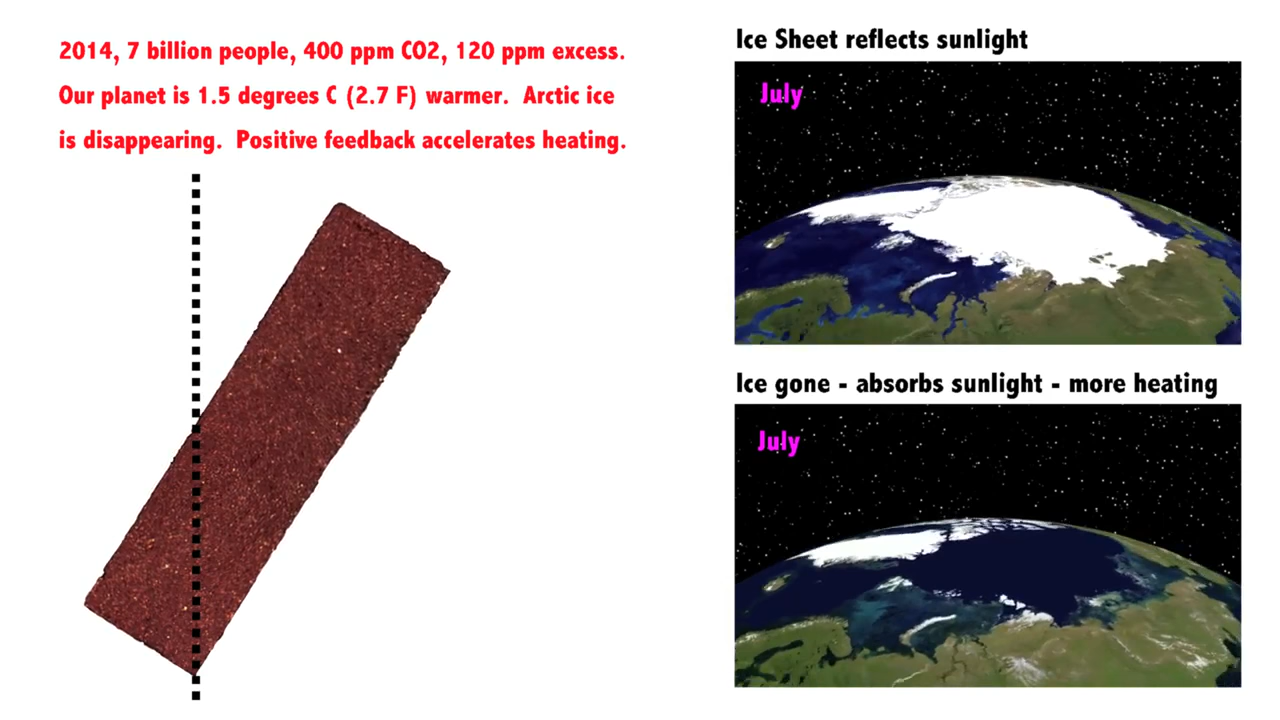 2014, 7 billion people, 400 ppm CO2, 120 ppm excess.
Our planet is 1.5 degrees C (2.7 F) warmer.  Arctic ice
is disappearing.  Positive feedback accelerates heating.
Ice Sheet reflects sunlight
July
Ice gone - absorbs sunlight - more heating
July